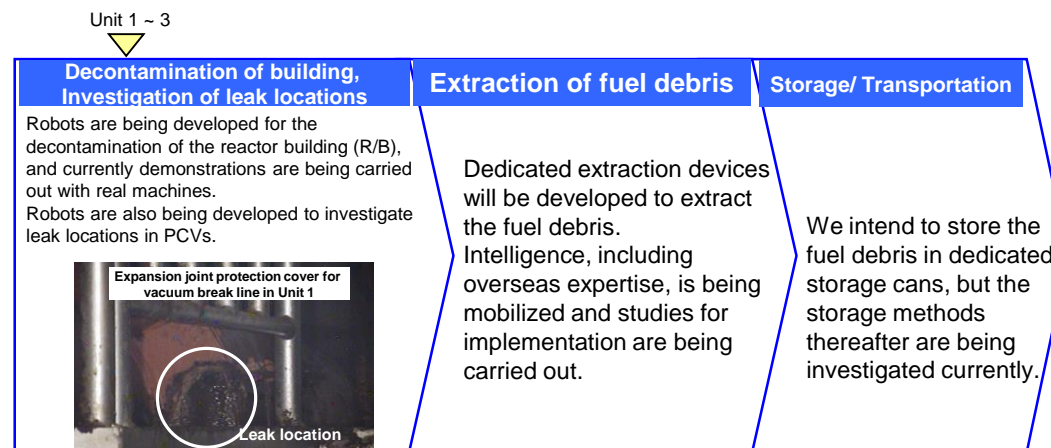 Unit 1 ~ 3
Decontamination of building,
Investigation of leak locations
Robots are being developed for the
decontamination of the reactor building (R/B),
and currently demonstrations are being carried
out with real machines.
Robots are also being developed to investigate
leak locations in PCVs.
Expansion joint protection cover for
vacuum break line in Unit 1
Leak location
Extraction of fuel debris
Dedicated extraction devices
will be developed to extract
the fuel debris.
Intelligence, including
overseas expertise, is being
mobilized and studies for
implementation are being
carried out.
Storage/ Transportation
We intend to store the
fuel debris in dedicated
storage cans, but the
storage methods
thereafter are being
investigated currently.